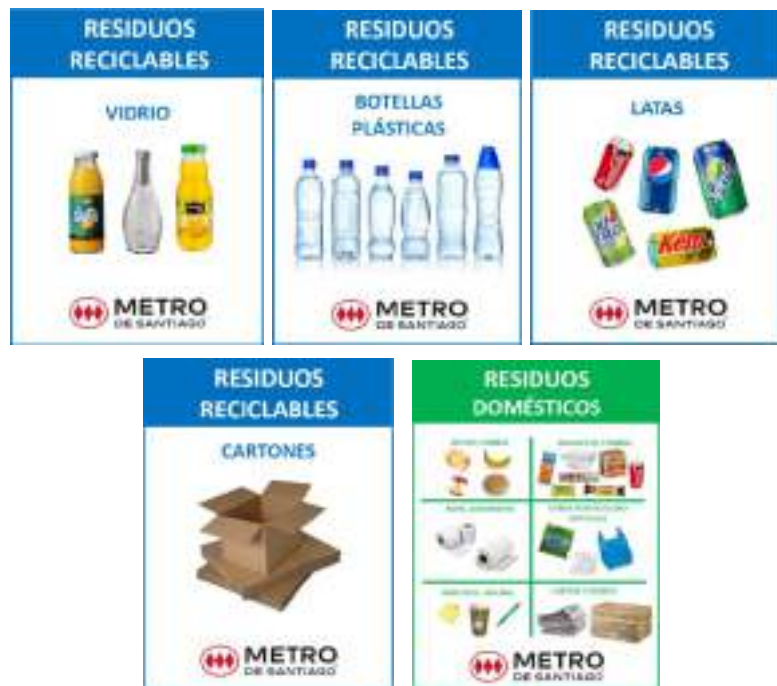 RESIDUOS
RECICLABLES
VIDRIO
METRO
DE SANTIAGO
RESIDUOS
RECICLABLES
BOTELLAS
PLÁSTICAS
METRO
DE SANTIAGO
RESIDUOS
RECICLABLES
LATAS
METRO
DE SANTIAGO
RESIDUOS
RECICLABLES
CARTONES
METRO
DE SANTIAGO
RESIDUOS
DOMÉSTICOS
METRO
DE SANTIAGO